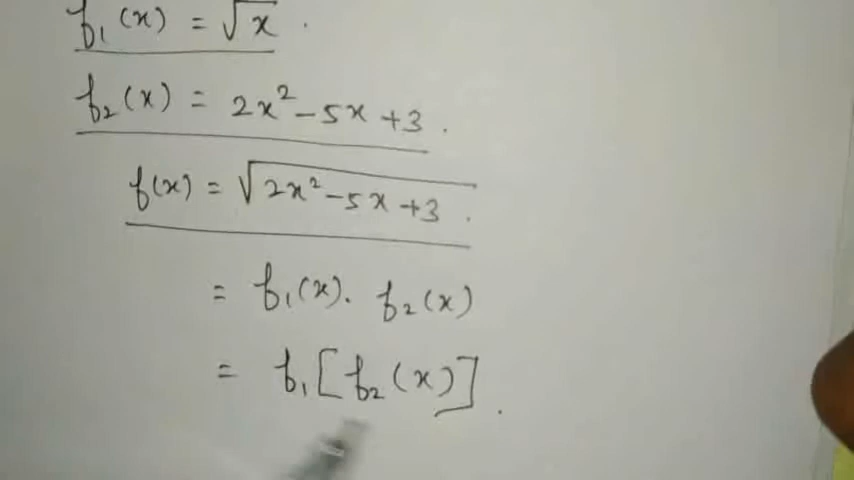 f₁(x) = √x .
f₂(x) = 2x² - 5x + 3 .
f(x) = √(2x² - 5x + 3) .
= f₁(x). f₂(x)
= f₁[f₂(x)] .